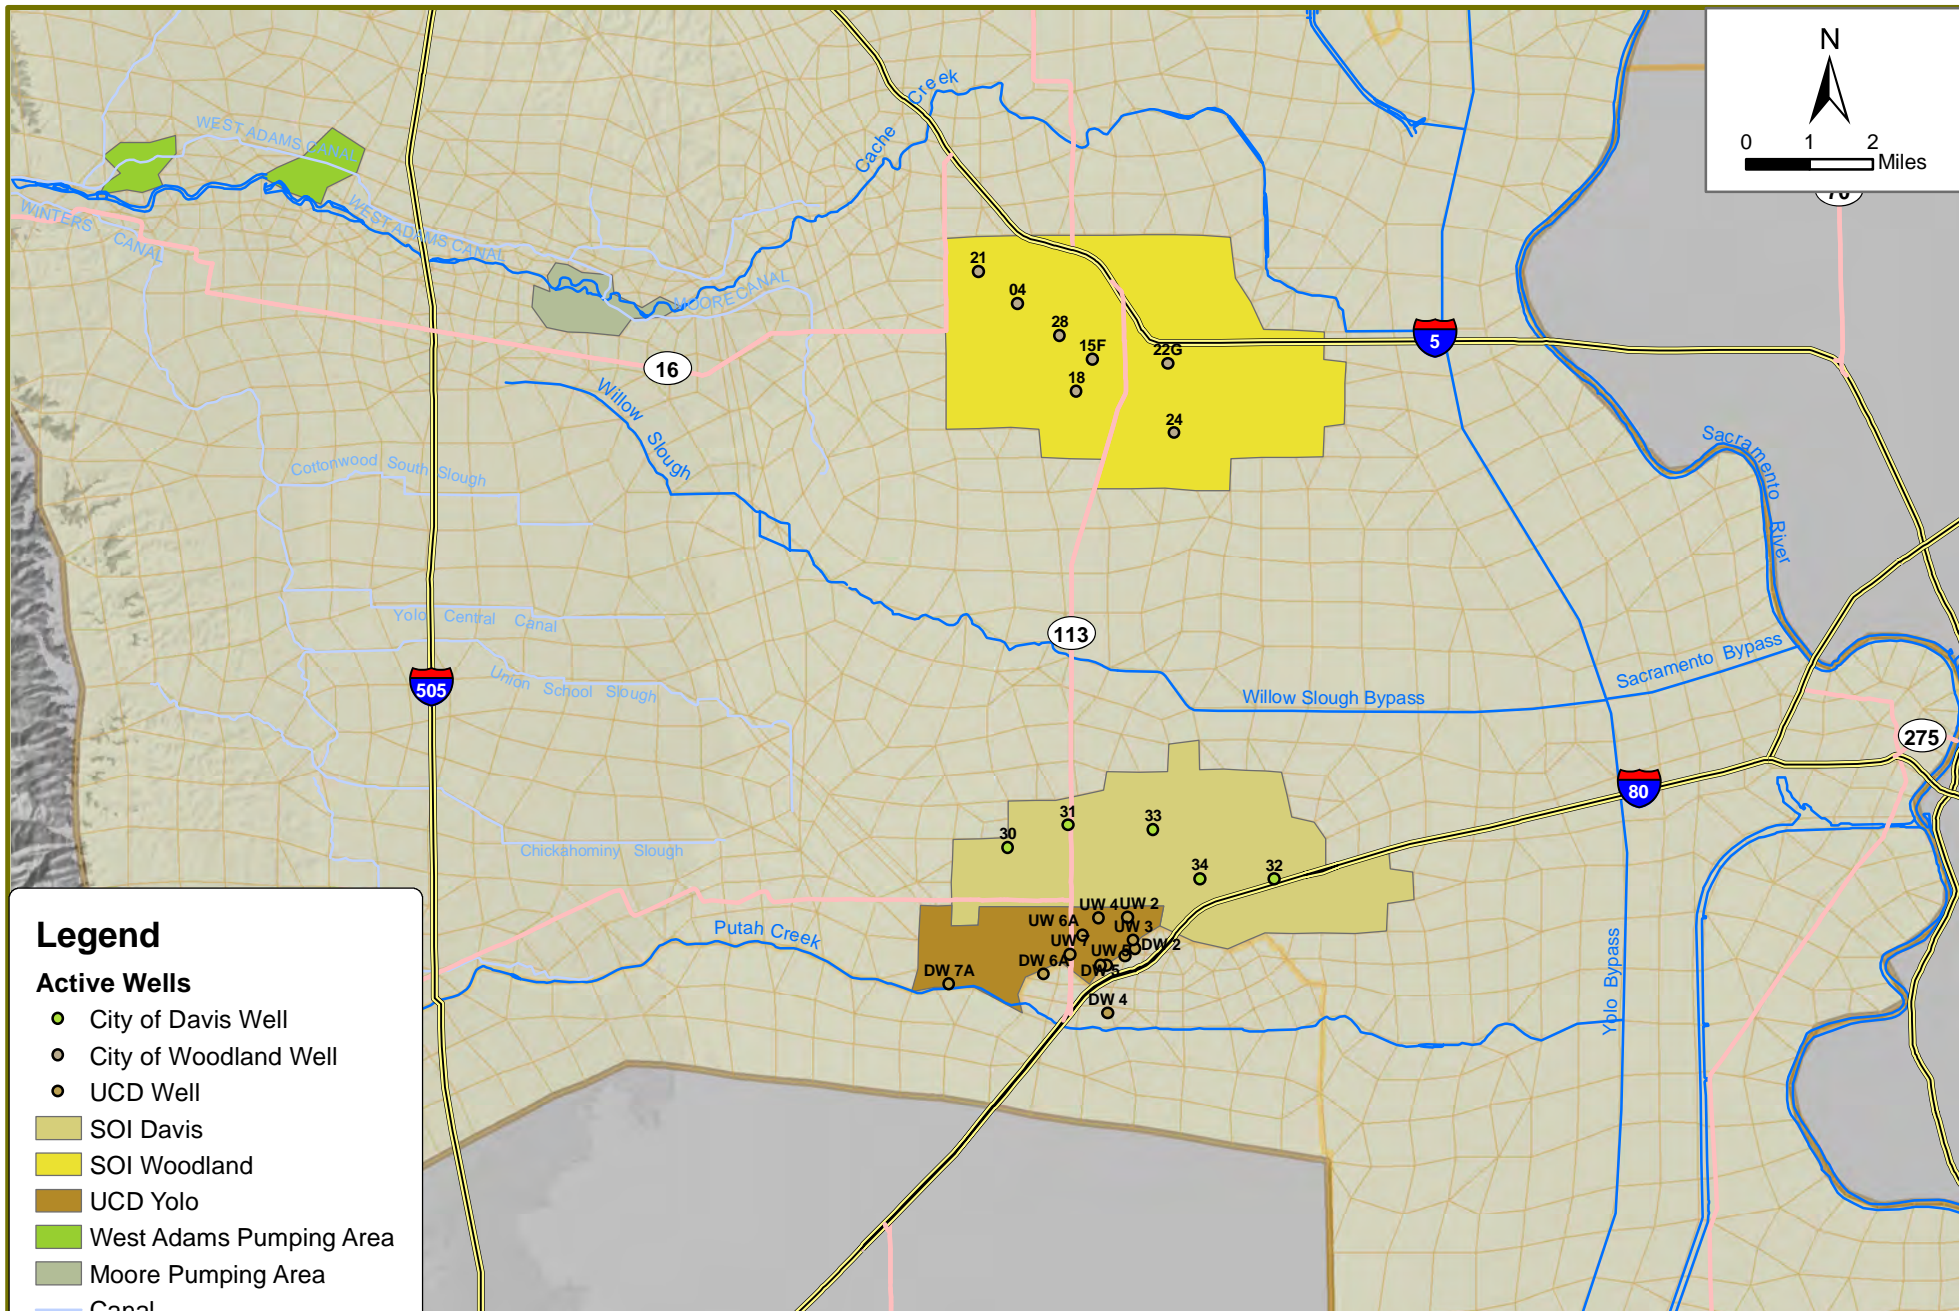 N
0 1 2
Miles
Cache Creek
WEST ADAMS CANAL
WINTERS CANAL
WEST ADAMS CANAL
MOORE CANAL
21
04
28
15F
22G
18
24
5
16
Willow Slough
Cottonwood South Slough
Sacramento River
Yolo Central Canal
113
505
Union School Slough
Sacramento Bypass
Willow Slough Bypass
275
80
31
33
30
Chickahominy Slough
34
32
UW 4
UW 2
UW 6A
UW 3
UW 7
DW 2
Putah Creek
DW 6A
DW 5
DW 7A
DW 4
Yolo Bypass
Legend
Active Wells
City of Davis Well
City of Woodland Well
UCD Well
SOI Davis
SOI Woodland
UCD Yolo
West Adams Pumping Area
Moore Pumping Area
Canal